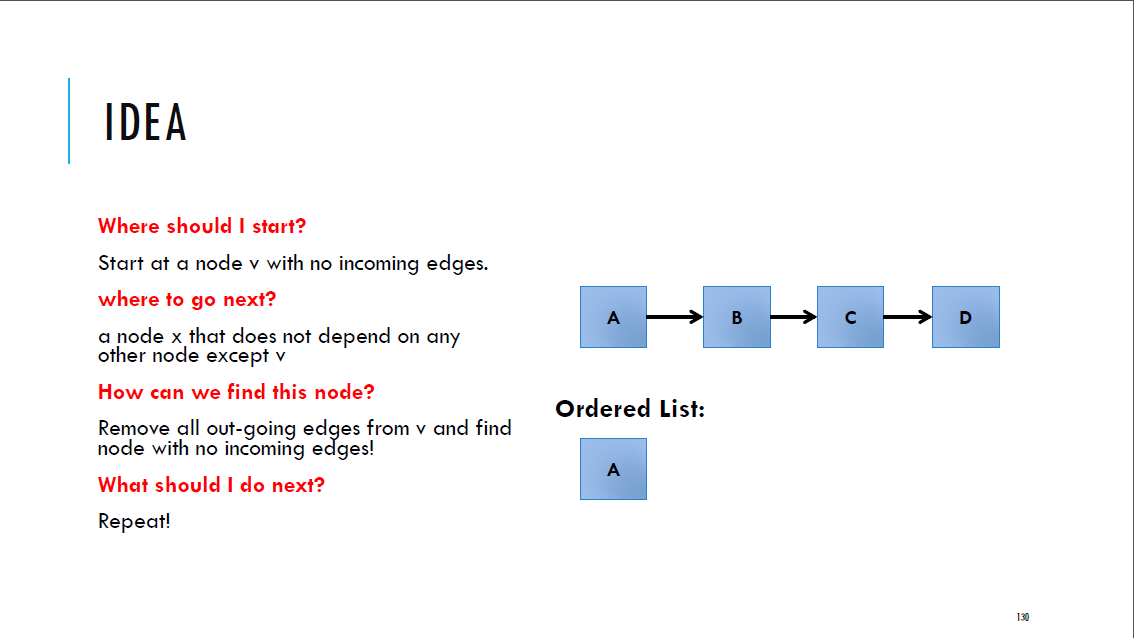 IDEA
Where should I start?
Start at a node v with no incoming edges.
where to go next?
a node x that does not depend on any
other node except v
How can we find this node?
Remove all out-going edges from v and find
node with no incoming edges!
What should I do next?
Repeat!
A B C D
Ordered List:
A
130